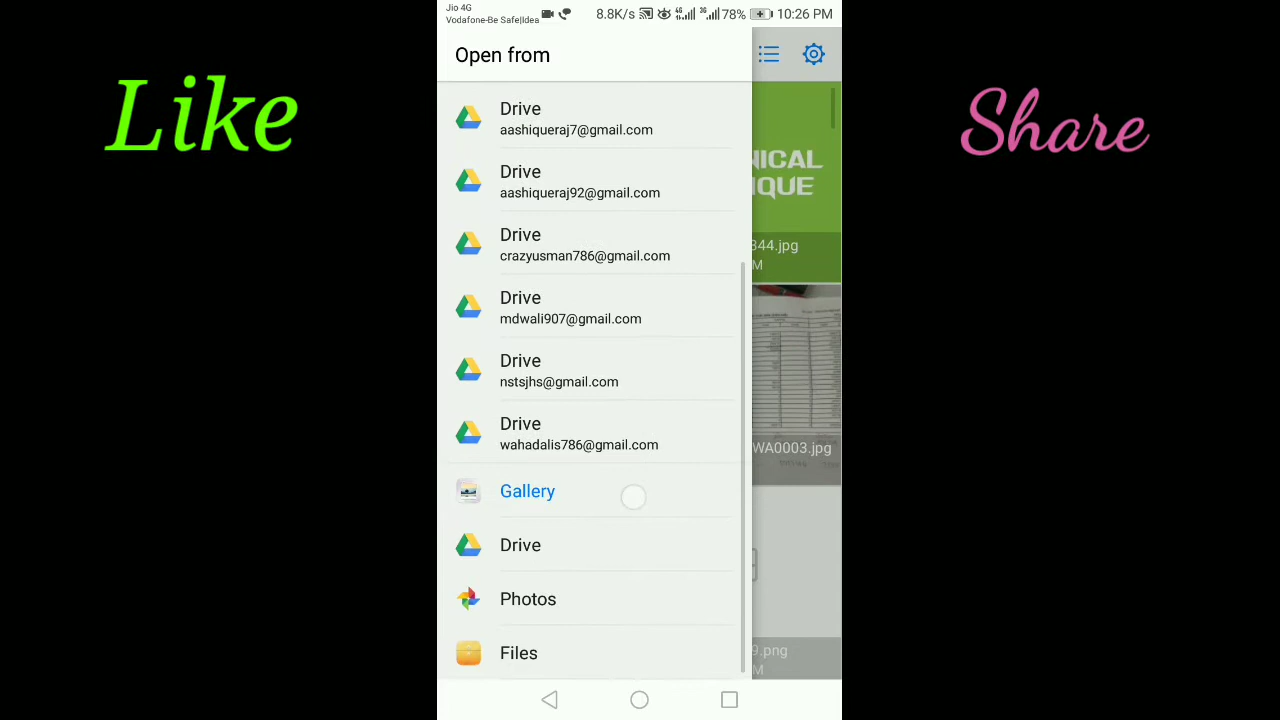 Jio 4G
Vodafone-Be Safe|Idea
8.8K/s 4G 3G 78% 10:26 PM
Open from
Like
Share
Drive
aashiqueraj7@gmail.com
Drive
aashiqueraj92@gmail.com
NICAL
IQUE
Drive
crazyusman786@gmail.com
344.jpg
M
Drive
mdwali907@gmail.com
Drive
nstsjhs@gmail.com
Drive
wahadalis786@gmail.com
WA0003.jpg
Gallery
Drive
Photos
Files
9.png
M